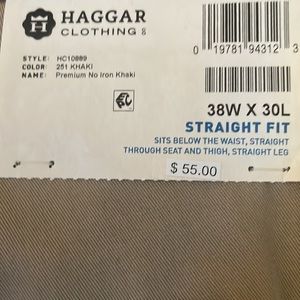 H
HAGGAR
CLOTHING CO
STYLE: HC10889
COLOR: 251 KHAKI
NAME: Premium No Iron Khaki
0 19781 94312 3
38W X 30L
STRAIGHT FIT
SITS BELOW THE WAIST, STRAIGHT
THROUGH SEAT AND THIGH, STRAIGHT LEG
$ 55.00